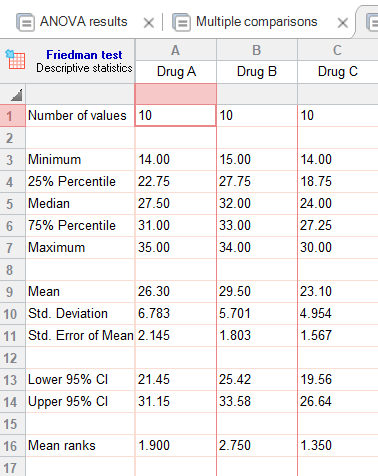 ANOVA results × Multiple comparisons ×
Friedman test A B C
Descriptive statistics Drug A Drug B Drug C
1 Number of values 10 10 10
2
3 Minimum 14.00 15.00 14.00
4 25% Percentile 22.75 27.75 18.75
5 Median 27.50 32.00 24.00
6 75% Percentile 31.00 33.00 27.25
7 Maximum 35.00 34.00 30.00
8
9 Mean 26.30 29.50 23.10
10 Std. Deviation 6.783 5.701 4.954
11 Std. Error of Mean 2.145 1.803 1.567
12
13 Lower 95% CI 21.45 25.42 19.56
14 Upper 95% CI 31.15 33.58 26.64
15
16 Mean ranks 1.900 2.750 1.350
17